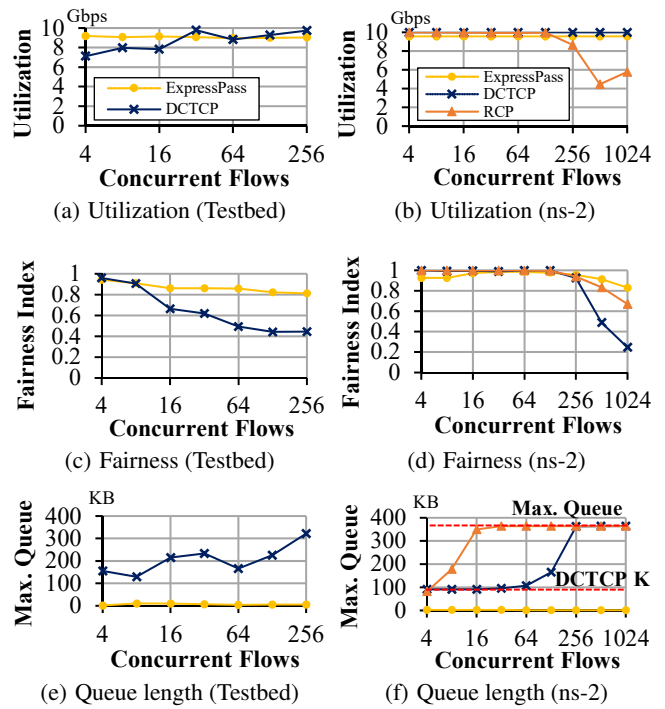 Gbps
10
8
6
4
2
0
Utilization
ExpressPass
DCTCP
4 16 64 256
Concurrent Flows
(a) Utilization (Testbed)
Gbps
10
8
6
4
2
0
Utilization
ExpressPass
DCTCP
RCP
4 16 64 256 1024
Concurrent Flows
(b) Utilization (ns-2)
1
0.8
0.6
0.4
0.2
0
Fairness Index
4 16 64 256
Concurrent Flows
(c) Fairness (Testbed)
1
0.8
0.6
0.4
0.2
0
Fairness Index
4 16 64 256 1024
Concurrent Flows
(d) Fairness (ns-2)
KB
400
300
200
100
0
Max. Queue
4 16 64 256
Concurrent Flows
(e) Queue length (Testbed)
KB
Max. Queue
400
300
200
100
0
Max. Queue
DCTCP K
4 16 64 256 1024
Concurrent Flows
(f) Queue length (ns-2)